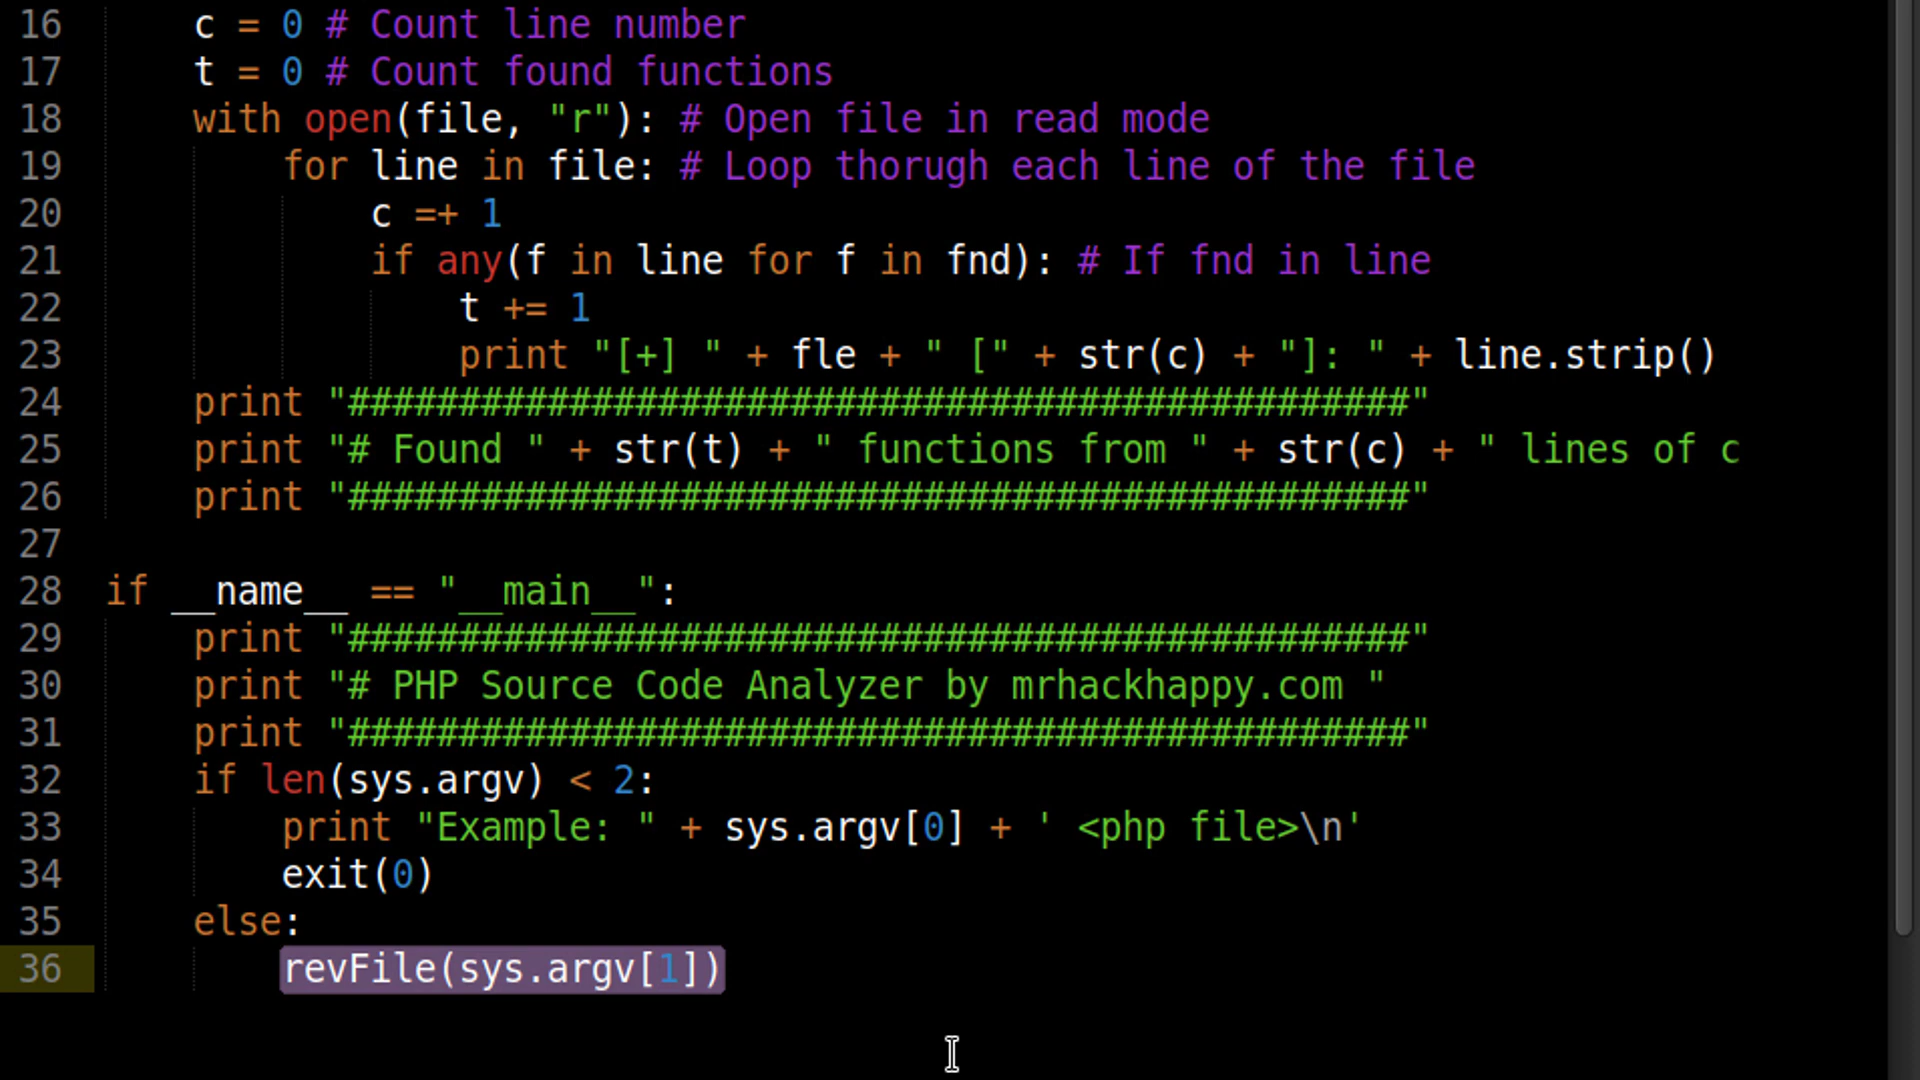 16 c = 0 # Count line number
17 t = 0 # Count found functions
18 with open(file, "r"): # Open file in read mode
19 for line in file: # Loop thorugh each line of the file
20 c =+ 1
21 if any(f in line for f in fnd): # If fnd in line
22 t += 1
23 print "[+] " + fle + " [" + str(c) + "]: " + line.strip()
24 print "################################################"
25 print "# Found " + str(t) + " functions from " + str(c) + " lines of c
26 print "################################################"
27
28 if __name__ == "__main__":
29 print "################################################"
30 print "# PHP Source Code Analyzer by mrhackhappy.com "
31 print "################################################"
32 if len(sys.argv) < 2:
33 print "Example: " + sys.argv[0] + ' <php file>\n'
34 exit(0)
35 else:
36 revFile(sys.argv[1])